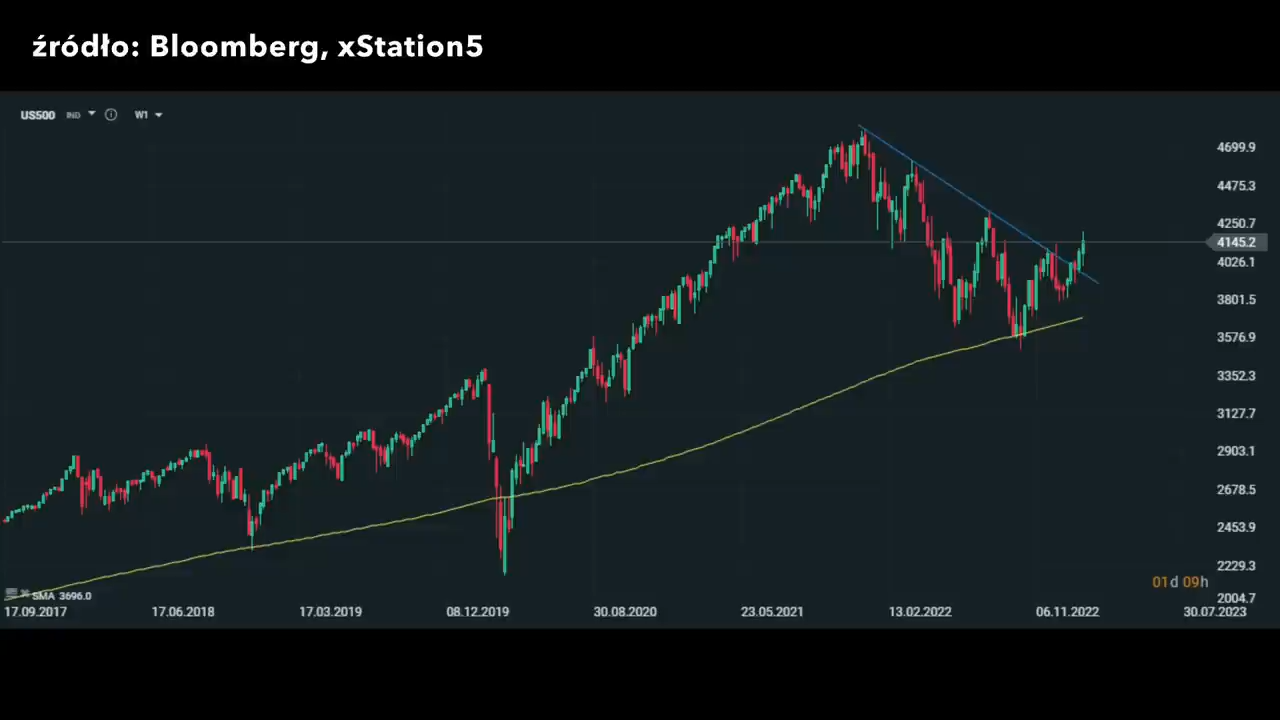 źródło: Bloomberg, xStation5
US500 IND W1
4699.9
4475.3
4250.7
4145.2
4026.1
3801.5
3576.9
3352.3
3127.7
2903.1
2678.5
2453.9
2229.3
2004.7
01d 09h
SMA 3696.0
17.09.2017 17.06.2018 17.03.2019 08.12.2019 30.08.2020 23.05.2021 13.02.2022 06.11.2022 30.07.2023